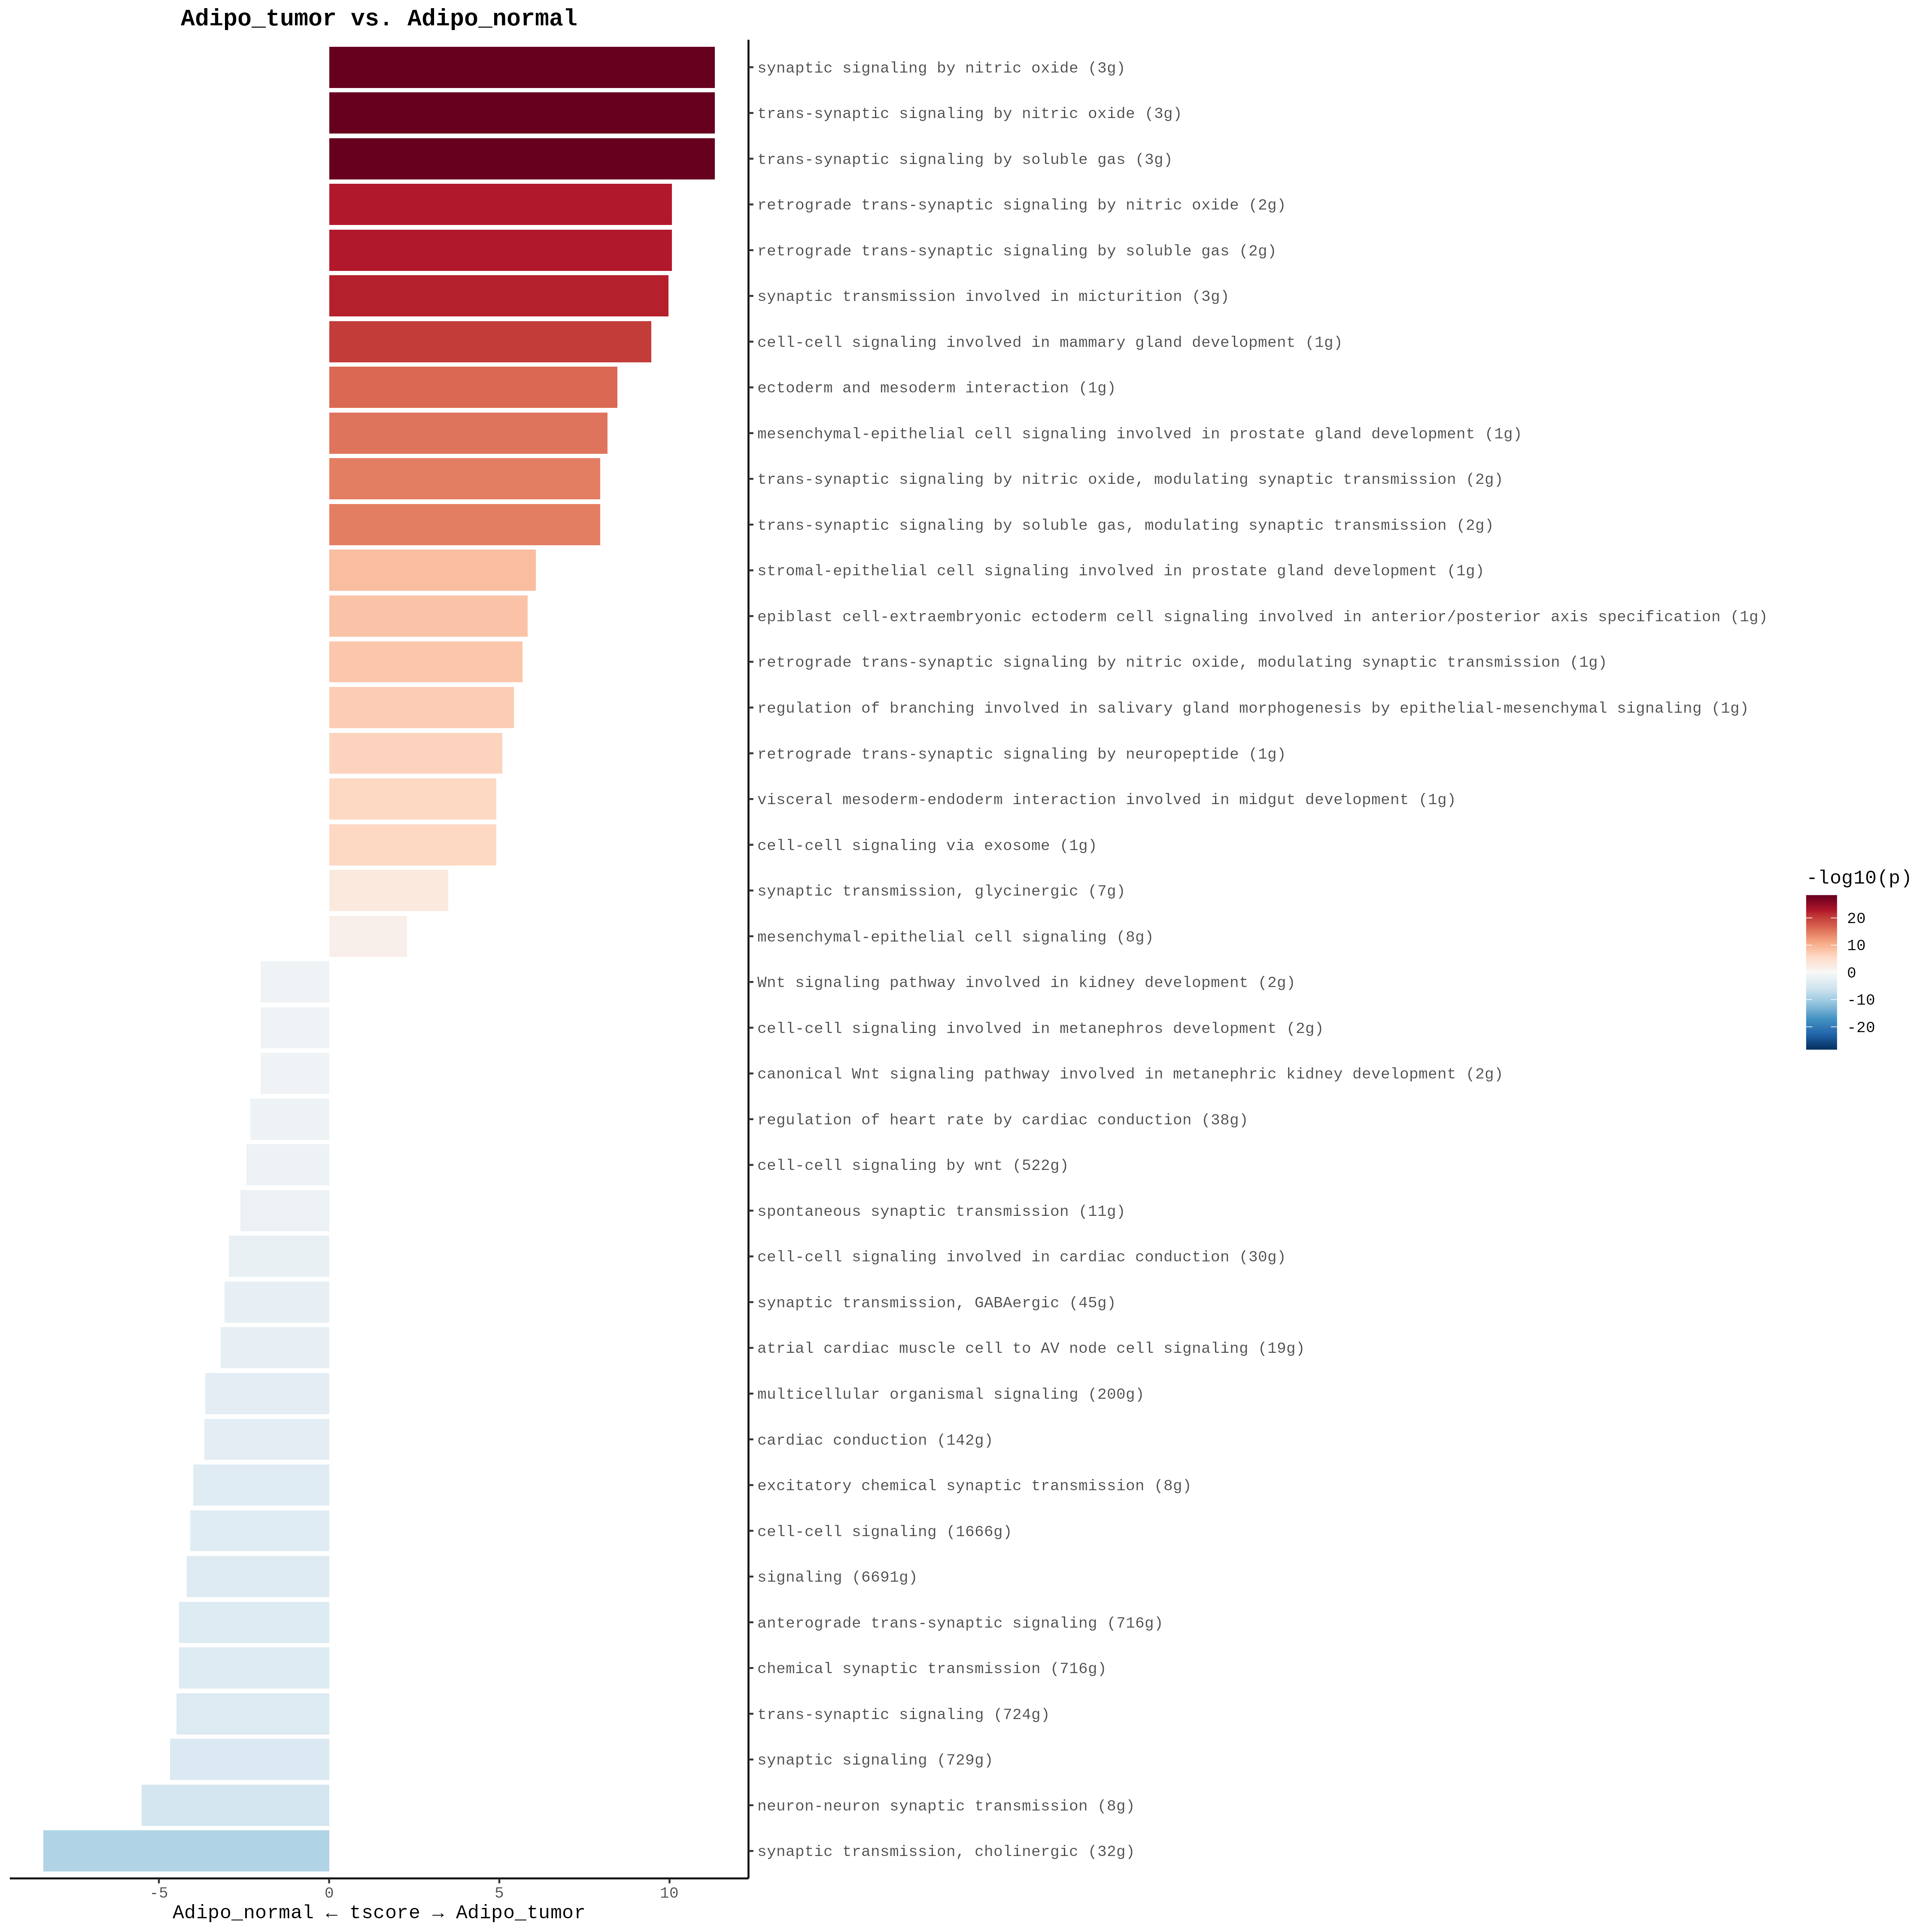 Adipo_tumor vs. Adipo_normal
synaptic signaling by nitric oxide (3g)
trans-synaptic signaling by nitric oxide (3g)
trans-synaptic signaling by soluble gas (3g)
retrograde trans-synaptic signaling by nitric oxide (2g)
retrograde trans-synaptic signaling by soluble gas (2g)
synaptic transmission involved in micturition (3g)
cell-cell signaling involved in mammary gland development (1g)
ectoderm and mesoderm interaction (1g)
mesenchymal-epithelial cell signaling involved in prostate gland development (1g)
trans-synaptic signaling by nitric oxide, modulating synaptic transmission (2g)
trans-synaptic signaling by soluble gas, modulating synaptic transmission (2g)
stromal-epithelial cell signaling involved in prostate gland development (1g)
epiblast cell-extraembryonic ectoderm cell signaling involved in anterior/posterior axis specification (1g)
retrograde trans-synaptic signaling by nitric oxide, modulating synaptic transmission (1g)
regulation of branching involved in salivary gland morphogenesis by epithelial-mesenchymal signaling (1g)
retrograde trans-synaptic signaling by neuropeptide (1g)
visceral mesoderm-endoderm interaction involved in midgut development (1g)
cell-cell signaling via exosome (1g)
synaptic transmission, glycinergic (7g)
mesenchymal-epithelial cell signaling (8g)
Wnt signaling pathway involved in kidney development (2g)
cell-cell signaling involved in metanephros development (2g)
canonical Wnt signaling pathway involved in metanephric kidney development (2g)
regulation of heart rate by cardiac conduction (38g)
cell-cell signaling by wnt (522g)
spontaneous synaptic transmission (11g)
cell-cell signaling involved in cardiac conduction (30g)
synaptic transmission, GABAergic (45g)
atrial cardiac muscle cell to AV node cell signaling (19g)
multicellular organismal signaling (200g)
cardiac conduction (142g)
excitatory chemical synaptic transmission (8g)
cell-cell signaling (1666g)
signaling (6691g)
anterograde trans-synaptic signaling (716g)
chemical synaptic transmission (716g)
trans-synaptic signaling (724g)
synaptic signaling (729g)
neuron-neuron synaptic transmission (8g)
synaptic transmission, cholinergic (32g)
-5 0 5 10
Adipo_normal ← tscore → Adipo_tumor
-log10(p)
20
10
0
-10
-20